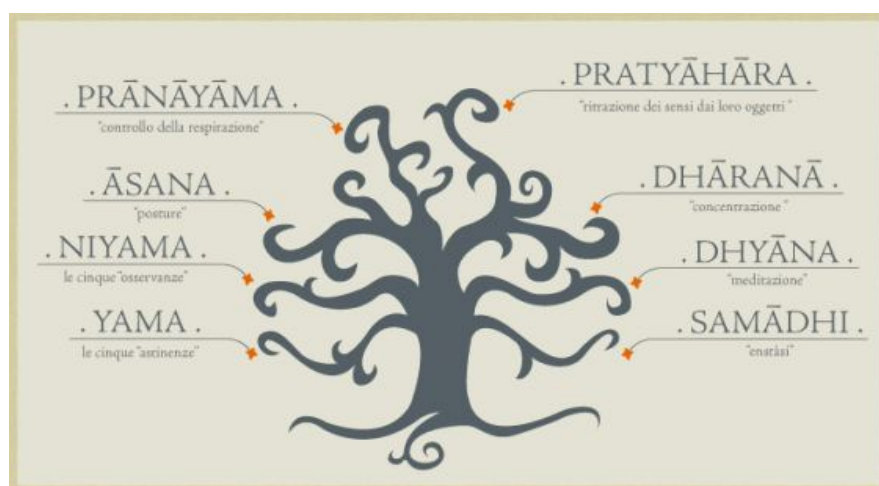 . PRĀNĀYĀMA .
"controllo della respirazione"
. ĀSANA .
"posture"
. NIYAMA .
le cinque "osservanze"
. YAMA .
le cinque "astinenze"
. PRATYĀHĀRA .
"ritrazione dei sensi dai loro oggetti"
. DHĀRANĀ .
"concentrazione"
. DHYĀNA .
"meditazione"
. SAMĀDHI .
"enstàsi"